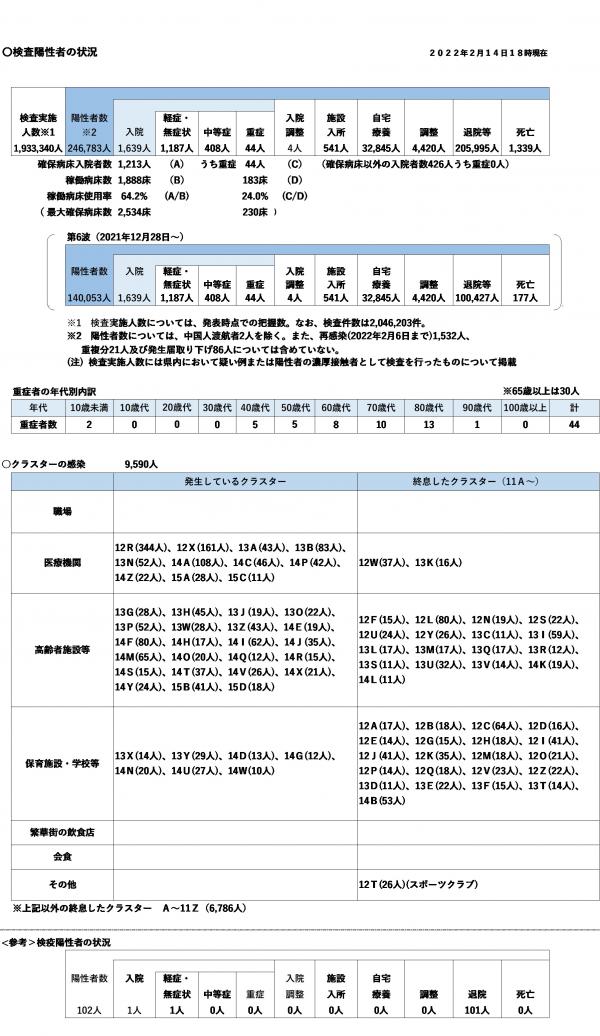 〇検査陽性者の状況 2022年2月14日18時現在
検査実施人数※1 陽性者数※2 入院 軽症・無症状 中等症 重症 入院調整 施設入所 自宅療養 調整 退院等 死亡
1,933,340人 246,783人 1,639人 1,187人 408人 44人 4人 541人 32,845人 4,420人 205,995人 1,339人
確保病床入院者数 1,213人 (A) うち重症 44人 (C) (確保病床以外の入院者数426人うち重症0人)
稼働病床数 1,888床 (B) 183床 (D)
稼働病床使用率 64.2% (A/B) 24.0% (C/D)
(最大確保病床数 2,534床 230床 )
第6波(2021年12月28日~)
陽性者数 入院 軽症・無症状 中等症 重症 入院調整 施設入所 自宅療養 調整 退院等 死亡
140,053人 1,639人 1,187人 408人 44人 4人 541人 32,845人 4,420人 100,427人 177人
※1 検査実施人数については、発表時点での把握数。なお、検査件数は2,046,203件。
※2 陽性者数については、中国人渡航者2人を除く。また、再感染(2022年2月6日まで)1,532人、
重複分21人及び発生届取り下げ86人については含めていない。
(注) 検査実施人数には県内において疑い例または陽性者の濃厚接触者として検査を行ったものについて掲載
重症者の年代別内訳 ※65歳以上は30人
年代 10歳未満 10歳代 20歳代 30歳代 40歳代 50歳代 60歳代 70歳代 80歳代 90歳代 100歳以上 計
重症者数 2 0 0 0 5 5 8 10 13 1 0 44
〇クラスターの感染 9,590人
発生しているクラスター 終息したクラスター(11A~)
職場
医療機関
12R(344人)、12X(161人)、13A(43人)、13B(83人)、
13N(52人)、14A(108人)、14C(46人)、14P(42人)、
14Z(22人)、15A(28人)、15C(11人)
12W(37人)、13K(16人)
高齢者施設等
13G(28人)、13H(45人)、13J(19人)、13O(22人)、
13P(52人)、13W(28人)、13Z(43人)、14E(19人)、
14F(80人)、14H(17人)、14I(62人)、14J(35人)、
14M(65人)、14O(20人)、14Q(12人)、14R(15人)、
14S(15人)、14T(37人)、14V(26人)、14X(21人)、
14Y(24人)、15B(41人)、15D(18人)
12F(15人)、12L(80人)、12N(19人)、12S(22人)、
12U(24人)、12Y(26人)、13C(11人)、13I(59人)、
13L(17人)、13M(17人)、13Q(17人)、13R(12人)、
13S(11人)、13U(32人)、13V(14人)、14K(19人)、
14L(11人)
保育施設・学校等
13X(14人)、13Y(29人)、14D(13人)、14G(12人)、
14N(20人)、14U(27人)、14W(10人)
12A(17人)、12B(18人)、12C(64人)、12D(16人)、
12E(14人)、12G(15人)、12H(18人)、12I(41人)、
12J(41人)、12K(35人)、12M(18人)、12O(21人)、
12P(14人)、12Q(18人)、12V(23人)、12Z(22人)、
13D(11人)、13E(22人)、13F(15人)、13T(14人)、
14B(53人)
繁華街の飲食店
会食
その他 12T(26人)(スポーツクラブ)
※上記以外の終息したクラスター A~11Z(6,786人)
<参考>検疫陽性者の状況
陽性者数 入院 軽症・無症状 中等症 重症 入院調整 施設入所 自宅療養 調整 退院 死亡
102人 1人 1人 0人 0人 0人 0人 0人 0人 101人 0人